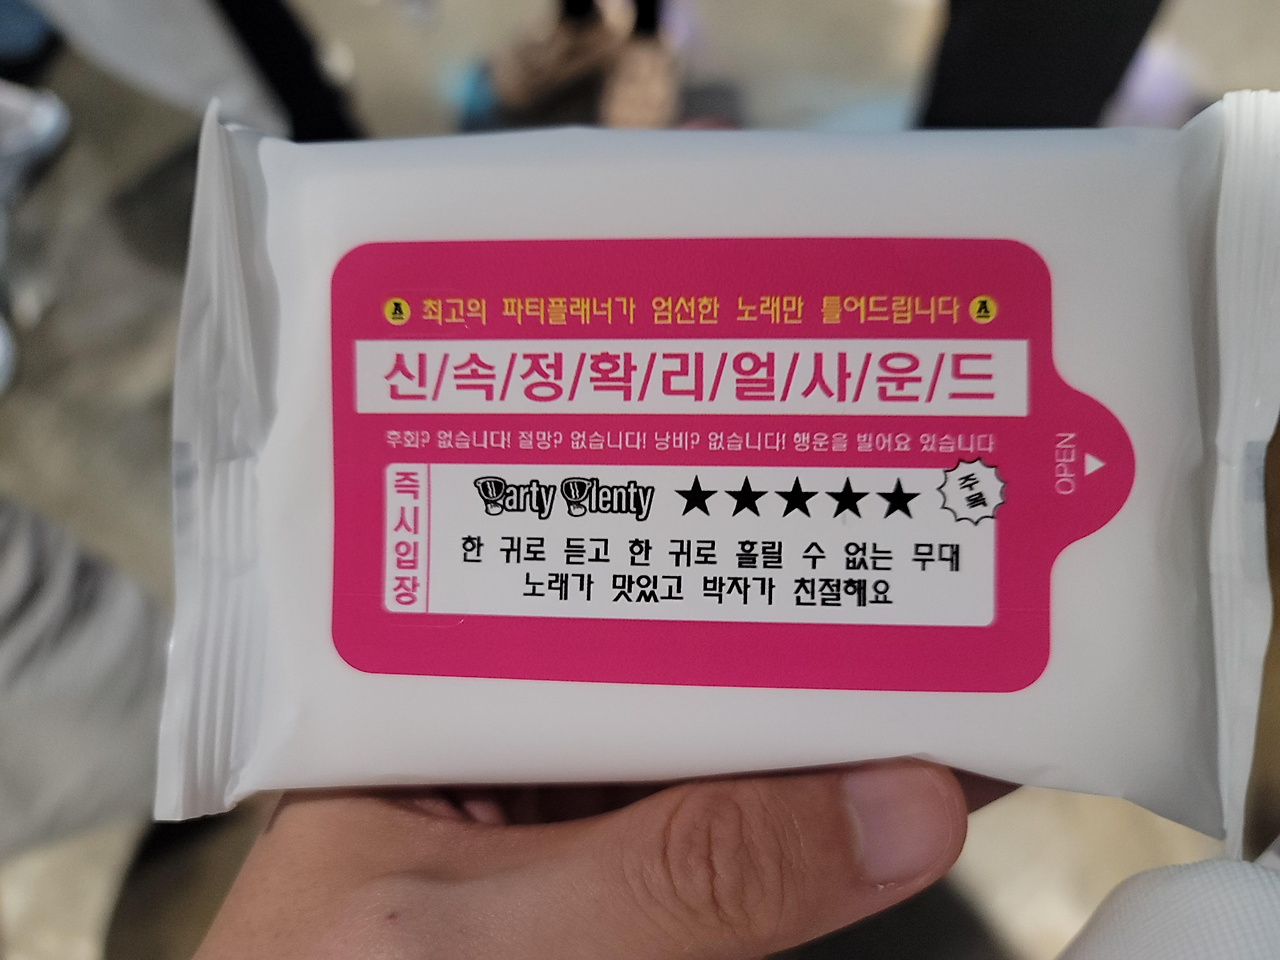 A 최고의 파티플래너가 엄선한 노래만 틀어드립니다 A
신/속/정/확/리/얼/사/운/드
후회? 없습니다! 절망? 없습니다! 낭비? 없습니다! 행운을 빌어요 있습니다
OPEN
즉시입장
Party Plenty ★★★★★ 주목
한 귀로 듣고 한 귀로 흘릴 수 없는 무대
노래가 맛있고 박자가 친절해요